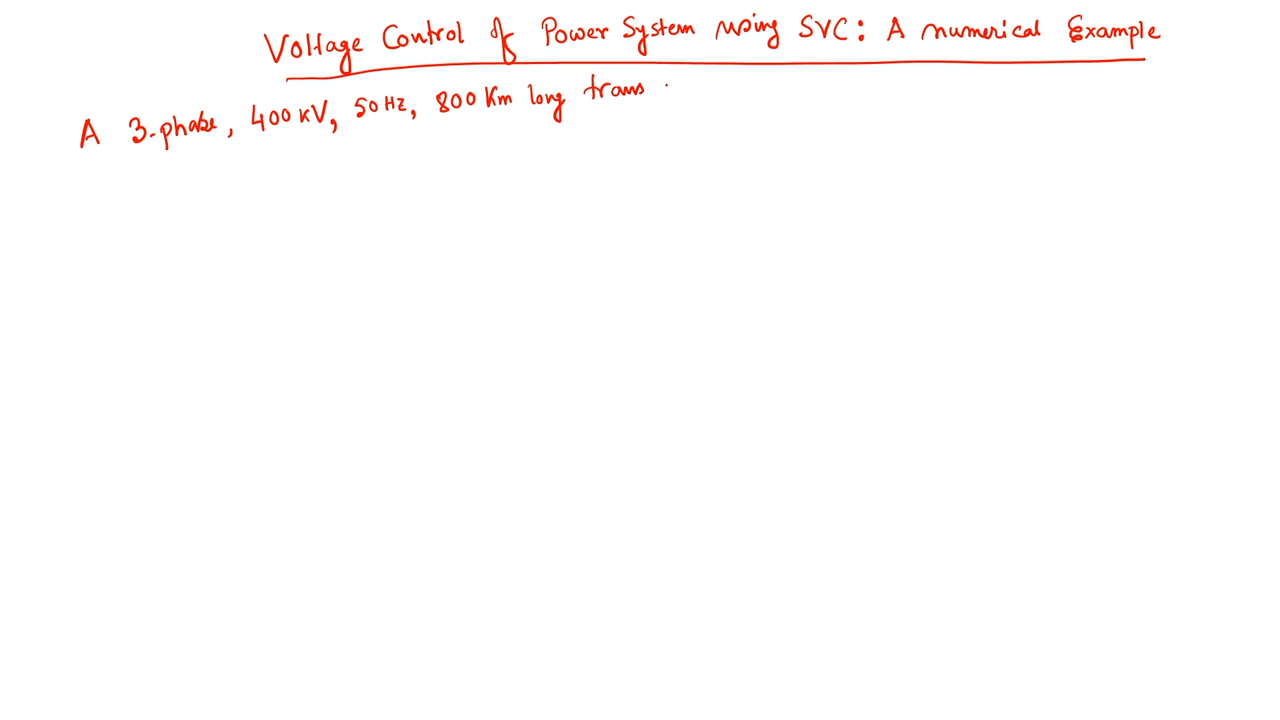 Voltage Control of Power System using SVC: A numerical Example
A 3-phase, 400 kV, 50 Hz, 800 Km long trans